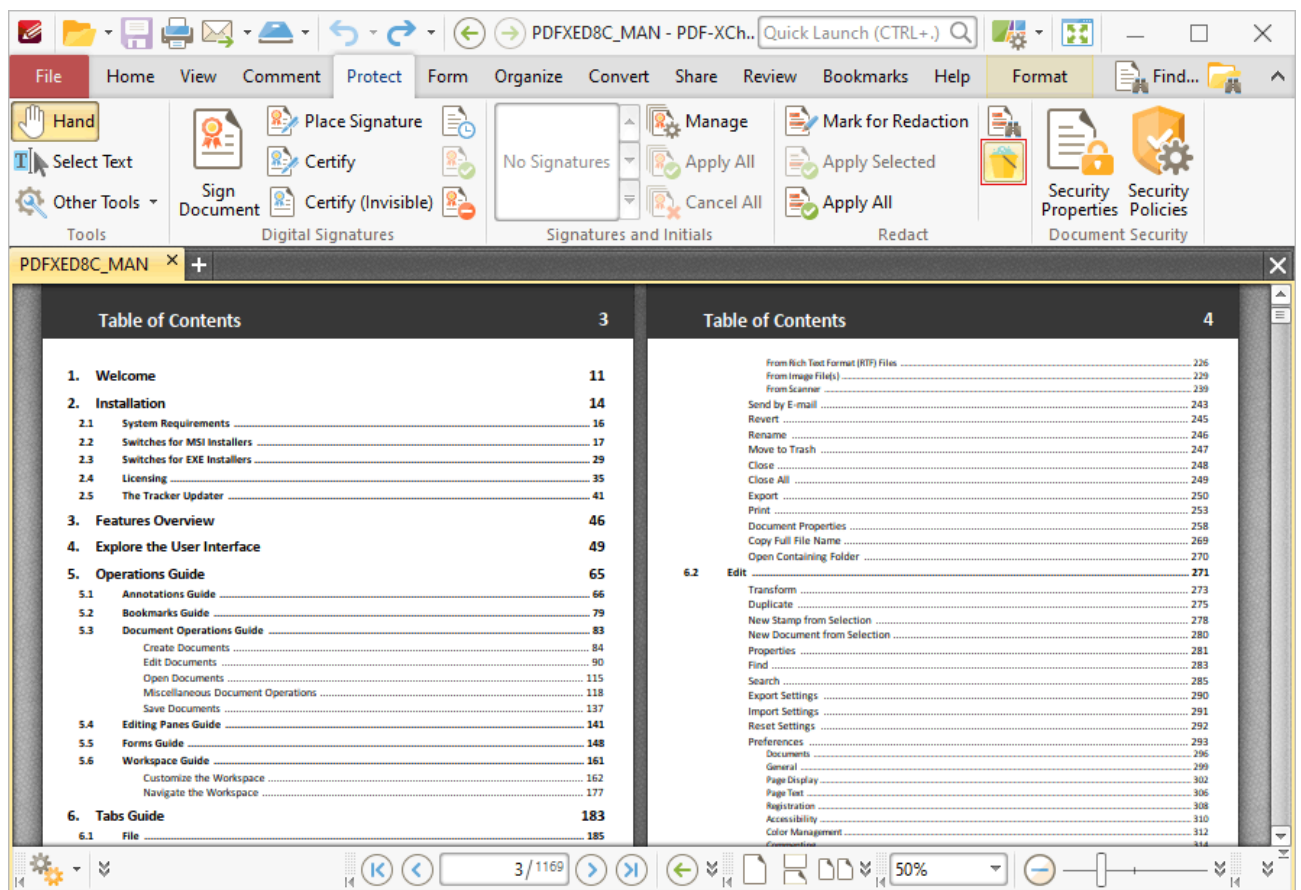 PDFXED8C_MAN - PDF-XCh.. Quick Launch (CTRL+.)
File Home View Comment Protect Form Organize Convert Share Review Bookmarks Help Format Find...
Hand
Select Text
Other Tools
Tools
Sign
Document
Place Signature
Certify
Certify (Invisible)
Digital Signatures
No Signatures
Manage
Apply All
Cancel All
Signatures and Initials
Mark for Redaction
Apply Selected
Apply All
Redact
Security
Properties
Security
Policies
Document Security
PDFXED8C_MAN
Table of Contents 3
1. Welcome 11
2. Installation 14
2.1 System Requirements 16
2.2 Switches for MSI Installers 17
2.3 Switches for EXE Installers 29
2.4 Licensing 35
2.5 The Tracker Updater 41
3. Features Overview 46
4. Explore the User Interface 49
5. Operations Guide 65
5.1 Annotations Guide 66
5.2 Bookmarks Guide 79
5.3 Document Operations Guide 83
Create Documents 84
Edit Documents 90
Open Documents 115
Miscellaneous Document Operations 118
Save Documents 137
5.4 Editing Panes Guide 141
5.5 Forms Guide 148
5.6 Workspace Guide 161
Customize the Workspace 162
Navigate the Workspace 177
6. Tabs Guide 183
6.1 File 185
Table of Contents 4
From Rich Text Format (RTF) Files 226
From Image File(s) 229
From Scanner 239
Send by E-mail 243
Revert 245
Rename 246
Move to Trash 247
Close 248
Close All 249
Export 250
Print 253
Document Properties 258
Copy Full File Name 269
Open Containing Folder 270
6.2 Edit 271
Transform 273
Duplicate 275
New Stamp from Selection 278
New Document from Selection 280
Properties 281
Find 283
Search 285
Export Settings 290
Import Settings 291
Reset Settings 292
Preferences 293
Documents 296
General 299
Page Display 302
Page Text 306
Registration 308
Accessibility 310
Color Management 312
Commenting 314
3/1169 50%